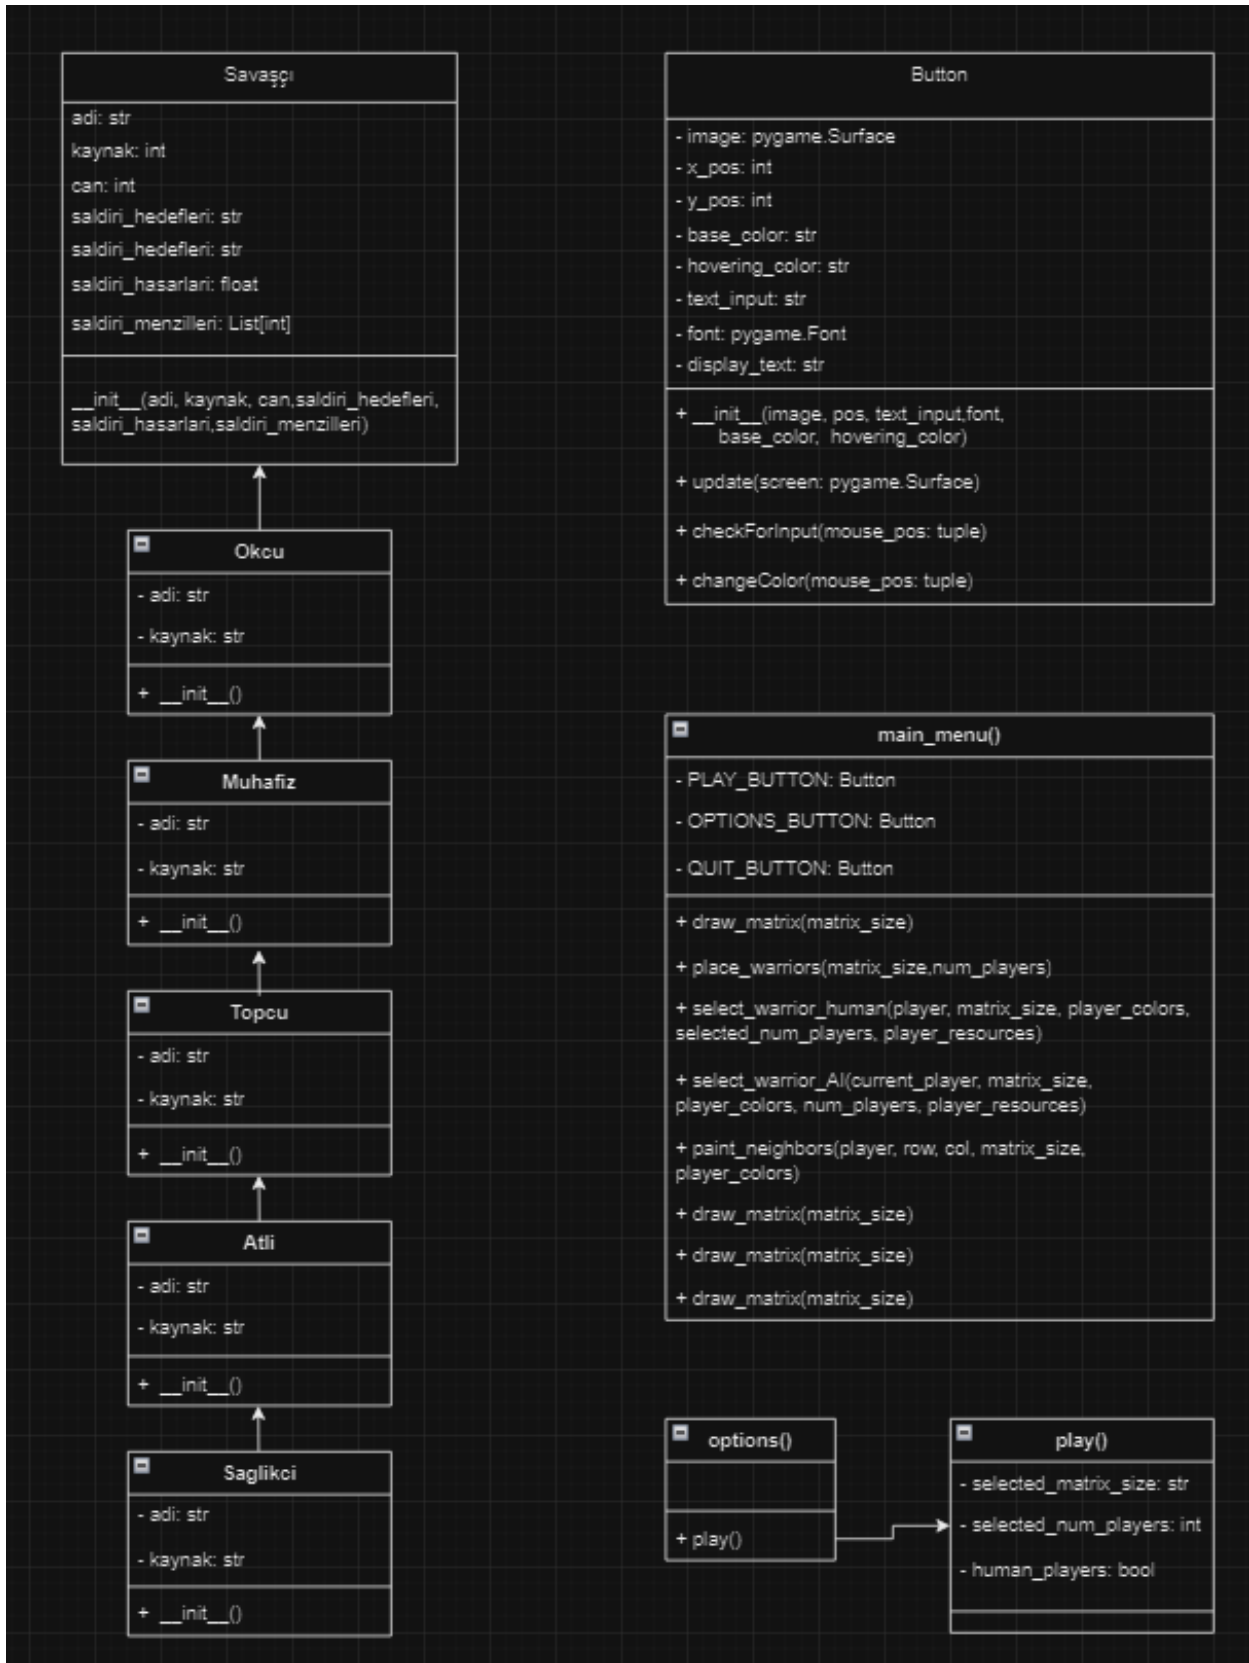 Savaşçı
adi: str
kaynak: int
can: int
saldiri_hedefleri: str
saldiri_hedefleri: str
saldiri_hasarlari: float
saldiri_menzilleri: List[int]
__init__(adi, kaynak, can,saldiri_hedefleri,
saldiri_hasarlari,saldiri_menzilleri)
Okcu
- adi: str
- kaynak: str
+ __init__()
Muhafiz
- adi: str
- kaynak: str
+ __init__()
Topcu
- adi: str
- kaynak: str
+ __init__()
Atli
- adi: str
- kaynak: str
+ __init__()
Saglikci
- adi: str
- kaynak: str
+ __init__()
Button
- image: pygame.Surface
- x_pos: int
- y_pos: int
- base_color: str
- hovering_color: str
- text_input: str
- font: pygame.Font
- display_text: str
+ __init__(image, pos, text_input,font,
base_color, hovering_color)
+ update(screen: pygame.Surface)
+ checkForInput(mouse_pos: tuple)
+ changeColor(mouse_pos: tuple)
main_menu()
- PLAY_BUTTON: Button
- OPTIONS_BUTTON: Button
- QUIT_BUTTON: Button
+ draw_matrix(matrix_size)
+ place_warriors(matrix_size,num_players)
+ select_warrior_human(player, matrix_size, player_colors,
selected_num_players, player_resources)
+ select_warrior_AI(current_player, matrix_size,
player_colors, num_players, player_resources)
+ paint_neighbors(player, row, col, matrix_size,
player_colors)
+ draw_matrix(matrix_size)
+ draw_matrix(matrix_size)
+ draw_matrix(matrix_size)
options()
+ play()
play()
- selected_matrix_size: str
- selected_num_players: int
- human_players: bool